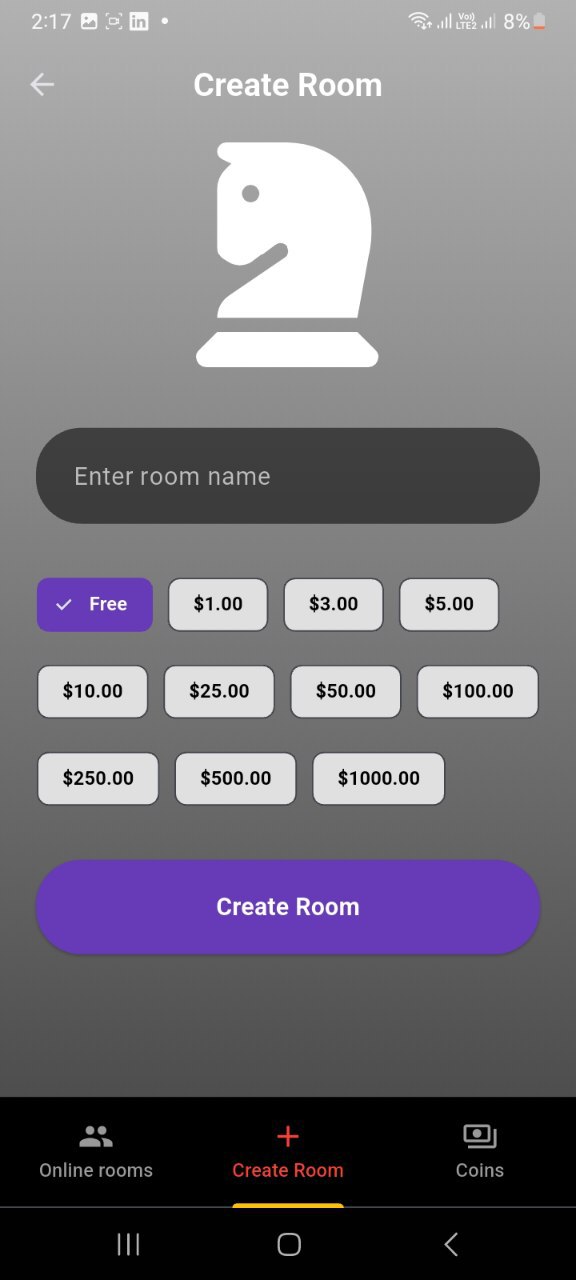 2:17 in Vo) LTE2 8%
Create Room
Enter room name
Free $1.00 $3.00 $5.00
$10.00 $25.00 $50.00 $100.00
$250.00 $500.00 $1000.00
Create Room
Online rooms Create Room Coins